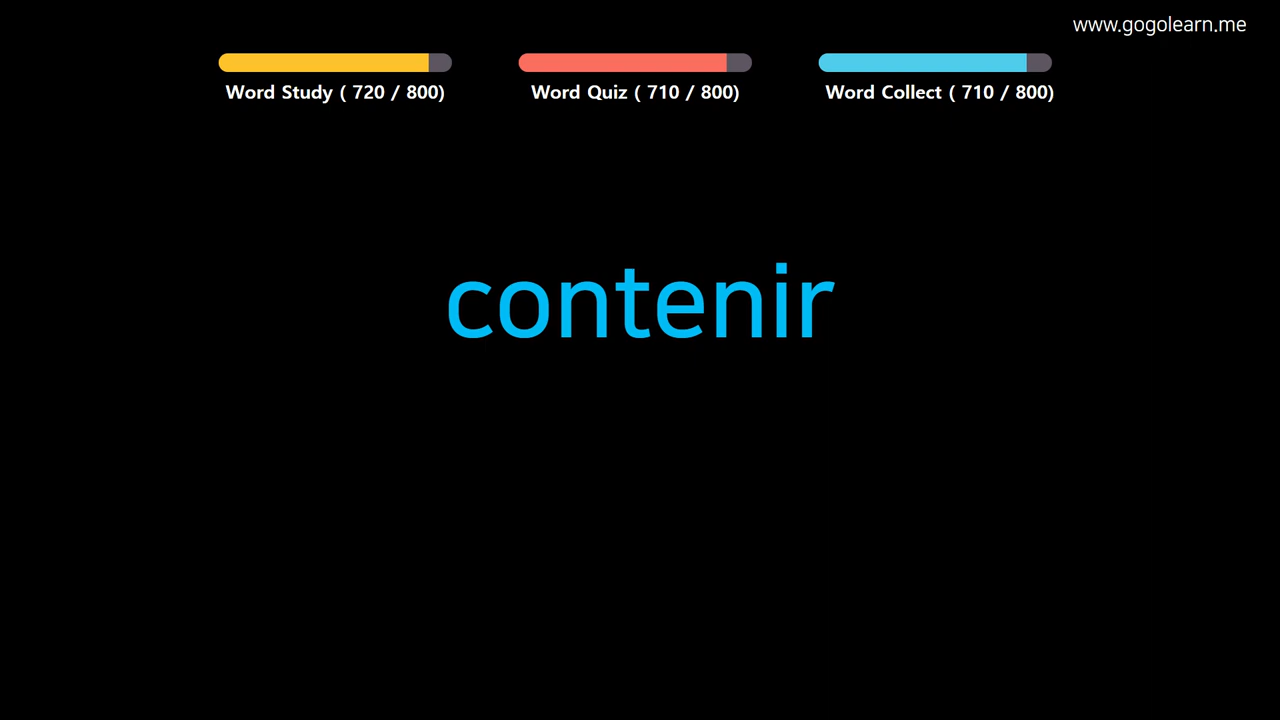 www.gogolearn.me
Word Study ( 720 / 800)
Word Quiz ( 710 / 800)
Word Collect ( 710 / 800)
contenir